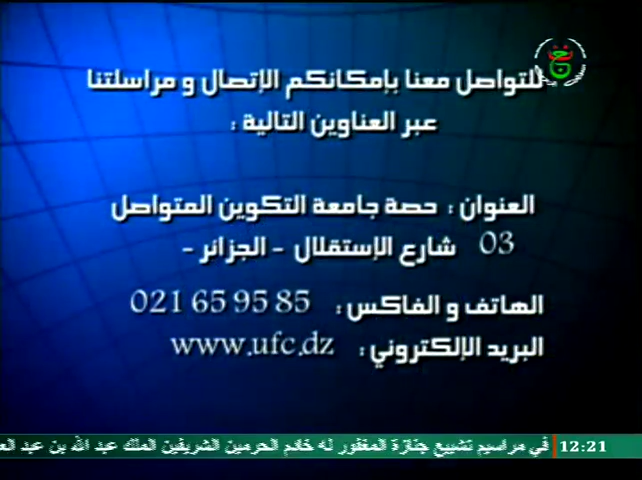 للتواصل معنا بإمكانكم الإتصال و مراسلتنا
عبر العناوين التالية :
العنوان : حصة جامعة التكوين المتواصل
03 شارع الإستقلال - الجزائر -
الهاتف و الفاكس : 021 65 95 85
البريد الإلكتروني : www.ufc.dz
12:21 في مراسيم تشييع جنازة المغفور له خادم الحرمين الشريفين الملك عبد الله بن عبد